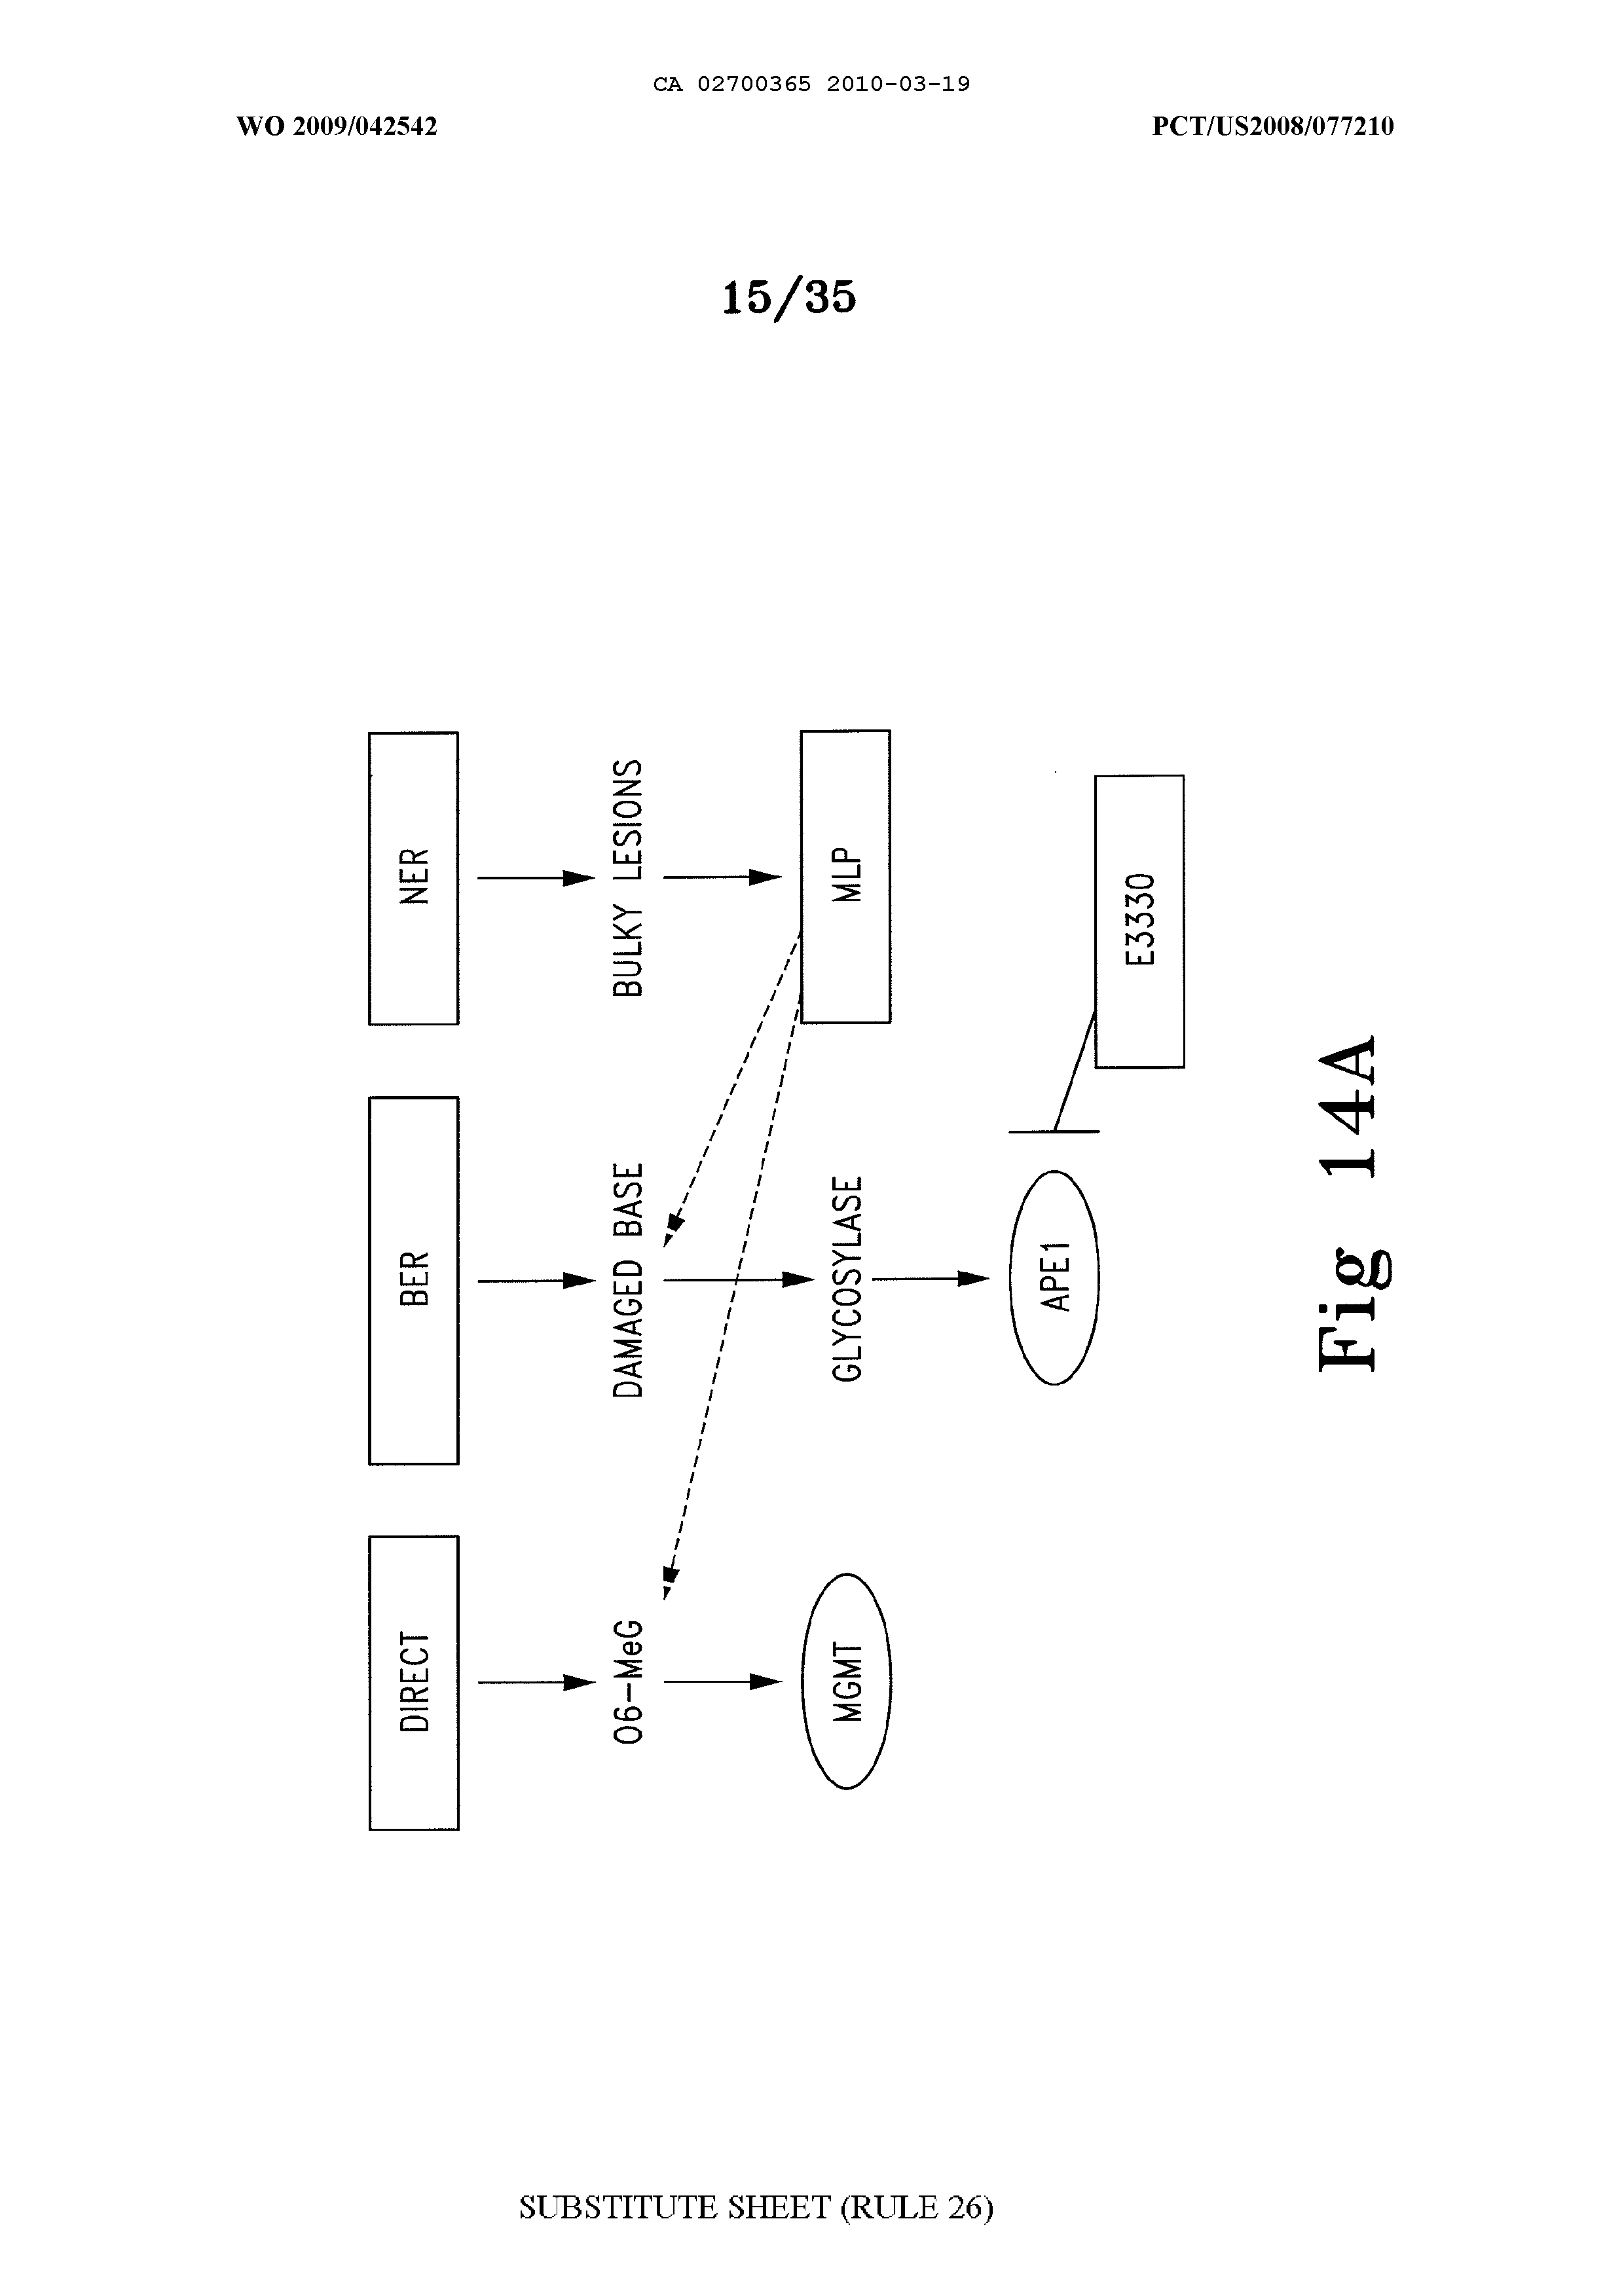 CA 02700365 2010-03-19
WO 2009/042542
PCT/US2008/077210
15/35
DIRECT
BER
NER
O6-MeG
DAMAGED BASE
BULKY LESIONS
MGMT
GLYCOSYLASE
MLP
APE1
E3330
Fig 14A
SUBSTITUTE SHEET (RULE 26)